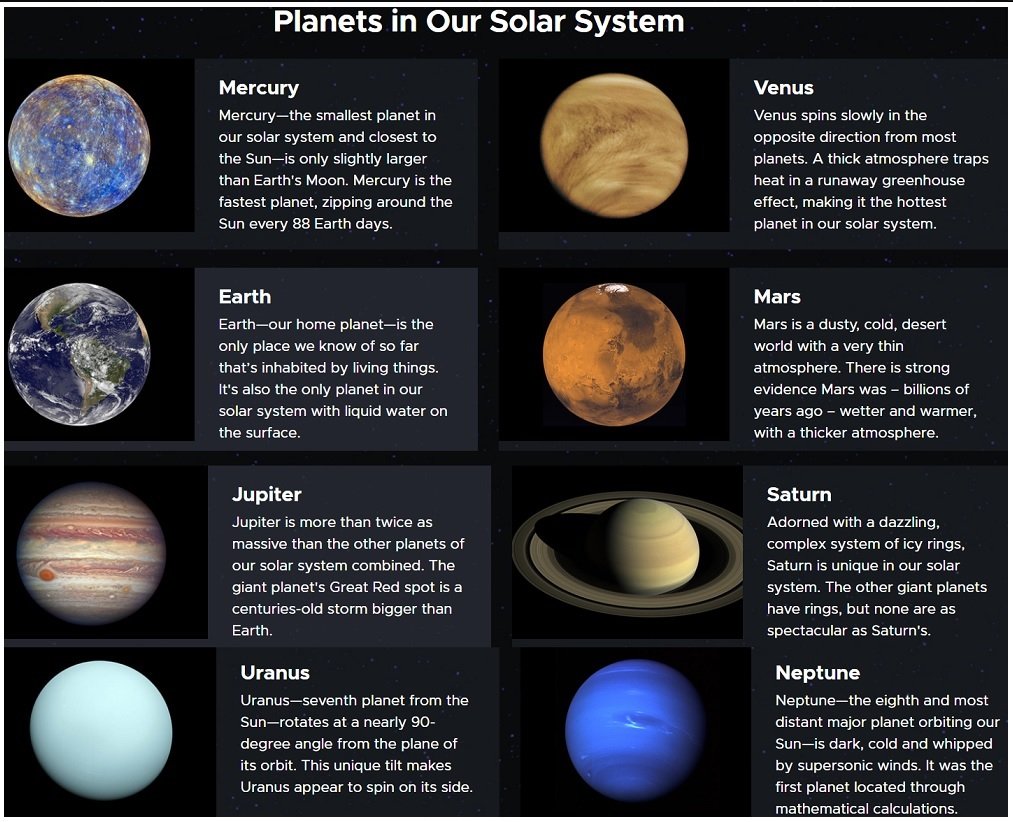 Planets in Our Solar System
Mercury
Mercury—the smallest planet in
our solar system and closest to
the Sun—is only slightly larger
than Earth's Moon. Mercury is the
fastest planet, zipping around the
Sun every 88 Earth days.
Venus
Venus spins slowly in the
opposite direction from most
planets. A thick atmosphere traps
heat in a runaway greenhouse
effect, making it the hottest
planet in our solar system.
Earth
Earth—our home planet—is the
only place we know of so far
that's inhabited by living things.
It's also the only planet in our
solar system with liquid water on
the surface.
Mars
Mars is a dusty, cold, desert
world with a very thin
atmosphere. There is strong
evidence Mars was – billions of
years ago – wetter and warmer,
with a thicker atmosphere.
Jupiter
Jupiter is more than twice as
massive than the other planets of
our solar system combined. The
giant planet's Great Red spot is a
centuries-old storm bigger than
Earth.
Saturn
Adorned with a dazzling,
complex system of icy rings,
Saturn is unique in our solar
system. The other giant planets
have rings, but none are as
spectacular as Saturn's.
Uranus
Uranus—seventh planet from the
Sun—rotates at a nearly 90-
degree angle from the plane of
its orbit. This unique tilt makes
Uranus appear to spin on its side.
Neptune
Neptune—the eighth and most
distant major planet orbiting our
Sun—is dark, cold and whipped
by supersonic winds. It was the
first planet located through
mathematical calculations.